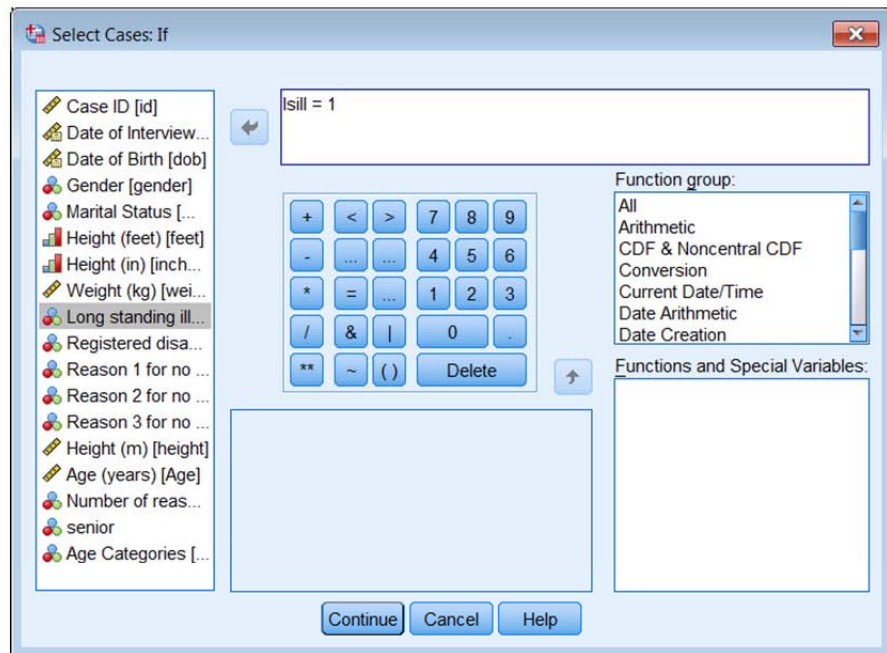 Select Cases: If
lsill = 1
Case ID [id]
Date of Interview...
Date of Birth [dob]
Gender [gender]
Marital Status [...
Height (feet) [feet]
Height (in) [inch...
Weight (kg) [wei...
Long standing ill...
Registered disa...
Reason 1 for no ...
Reason 2 for no ...
Reason 3 for no ...
Height (m) [height]
Age (years) [Age]
Number of reas...
senior
Age Categories [...
+ < > 7 8 9
- ... ... 4 5 6
* = ... 1 2 3
/ & | 0 .
** ~ ( ) Delete
Function group:
All
Arithmetic
CDF & Noncentral CDF
Conversion
Current Date/Time
Date Arithmetic
Date Creation
Functions and Special Variables:
Continue Cancel Help